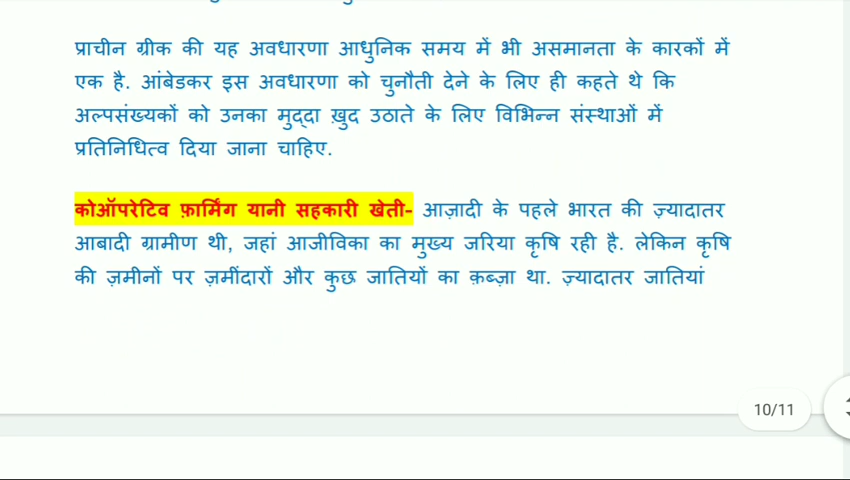 प्राचीन ग्रीक की यह अवधारणा आधुनिक समय में भी असमानता के कारकों में
एक है. आंबेडकर इस अवधारणा को चुनौती देने के लिए ही कहते थे कि
अल्पसंख्यकों को उनका मुद्दा ख़ुद उठाते के लिए विभिन्न संस्थाओं में
प्रतिनिधित्व दिया जाना चाहिए.
कोऑपरेटिव फ़ार्मिंग यानी सहकारी खेती- आज़ादी के पहले भारत की ज़्यादातर
आबादी ग्रामीण थी, जहां आजीविका का मुख्य जरिया कृषि रही है. लेकिन कृषि
की ज़मीनों पर ज़मींदारों और कुछ जातियों का क़ब्ज़ा था. ज़्यादातर जातियां
10/11